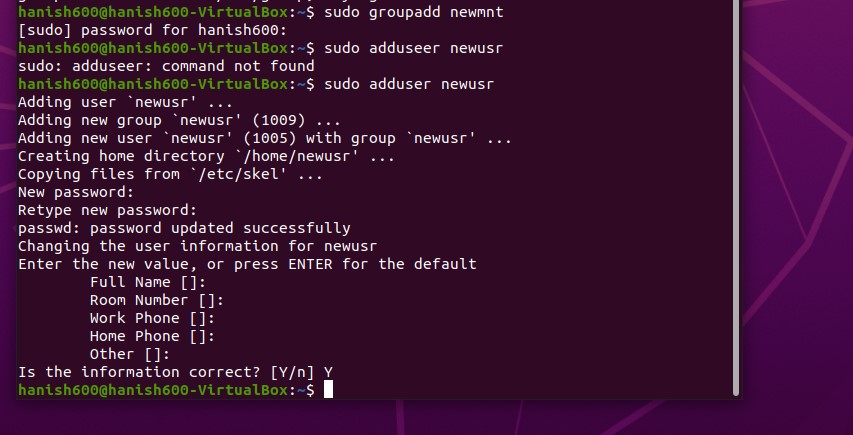 hanish600@hanish600-VirtualBox:~$ sudo groupadd newmnt
[sudo] password for hanish600:
hanish600@hanish600-VirtualBox:~$ sudo adduseer newusr
sudo: adduseer: command not found
hanish600@hanish600-VirtualBox:~$ sudo adduser newusr
Adding user `newusr' ...
Adding new group `newusr' (1009) ...
Adding new user `newusr' (1005) with group `newusr' ...
Creating home directory `/home/newusr' ...
Copying files from `/etc/skel' ...
New password:
Retype new password:
passwd: password updated successfully
Changing the user information for newusr
Enter the new value, or press ENTER for the default
Full Name []:
Room Number []:
Work Phone []:
Home Phone []:
Other []:
Is the information correct? [Y/n] Y
hanish600@hanish600-VirtualBox:~$